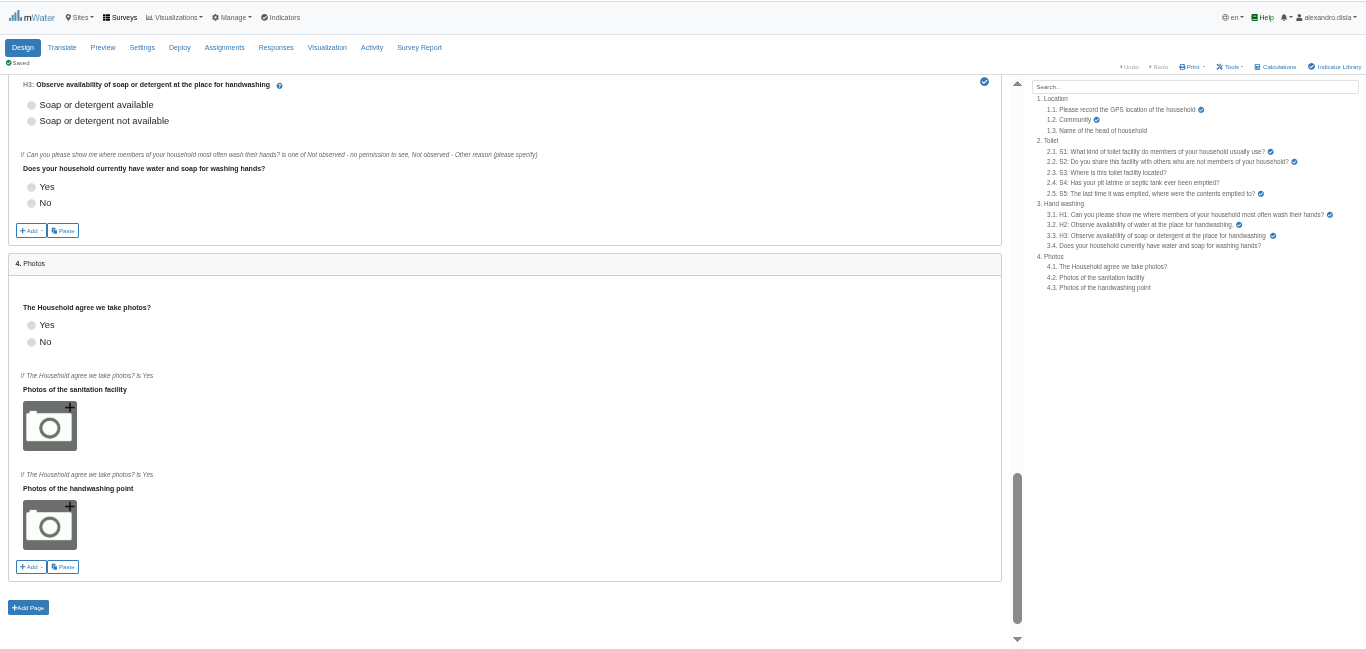 mWater Sites Surveys Visualizations Manage Indicators en Help alexandro.disla
Design Translate Preview Settings Deploy Assignments Responses Visualization Activity Survey Report
Saved
Undo Redo Print Tools Calculations Indicator Library
H3: Observe availability of soap or detergent at the place for handwashing
Soap or detergent available
Soap or detergent not available
If Can you please show me where members of your household most often wash their hands? is one of Not observed - no permission to see, Not observed - Other reason (please specify)
Does your household currently have water and soap for washing hands?
Yes
No
+ Add Paste
4. Photos
The Household agree we take photos?
Yes
No
If The Household agree we take photos? is Yes
Photos of the sanitation facility
If The Household agree we take photos? is Yes
Photos of the handwashing point
+ Add Paste
+Add Page
Search...
1. Location
1.1. Please record the GPS location of the household
1.2. Community
1.3. Name of the head of household
2. Toilet
2.1. S1: What kind of toilet facility do members of your household usually use?
2.2. S2: Do you share this facility with others who are not members of your household?
2.3. S3: Where is this toilet facility located?
2.4. S4: Has your pit latrine or septic tank ever been emptied?
2.5. S5: The last time it was emptied, where were the contents emptied to?
3. Hand washing
3.1. H1: Can you please show me where members of your household most often wash their hands?
3.2. H2: Observe availability of water at the place for handwashing.
3.3. H3: Observe availability of soap or detergent at the place for handwashing
3.4. Does your household currently have water and soap for washing hands?
4. Photos
4.1. The Household agree we take photos?
4.2. Photos of the sanitation facility
4.3. Photos of the handwashing point